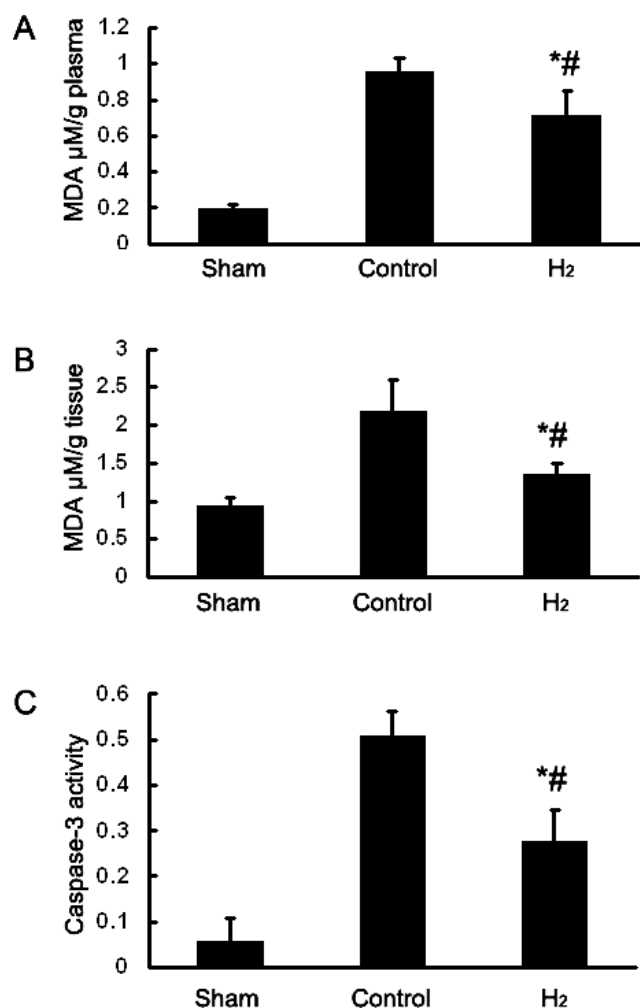 A
MDA µM/g plasma
1.2
1
0.8
0.6
0.4
0.2
0
*#
Sham Control H₂
B
MDA µM/g tissue
3
2.5
2
1.5
1
0.5
0
*#
Sham Control H₂
C
Caspase-3 activity
0.6
0.5
0.4
0.3
0.2
0.1
0
*#
Sham Control H₂